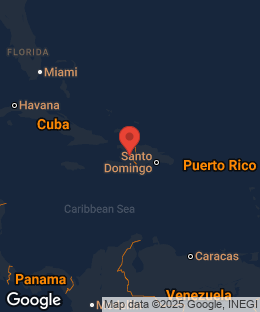 FLORIDA
Miami
Havana
Cuba
Santo
Domingo
Puerto Rico
Caribbean Sea
Caracas
Panama
Venezuela
Google
Map data ©2025 Google, INEGI